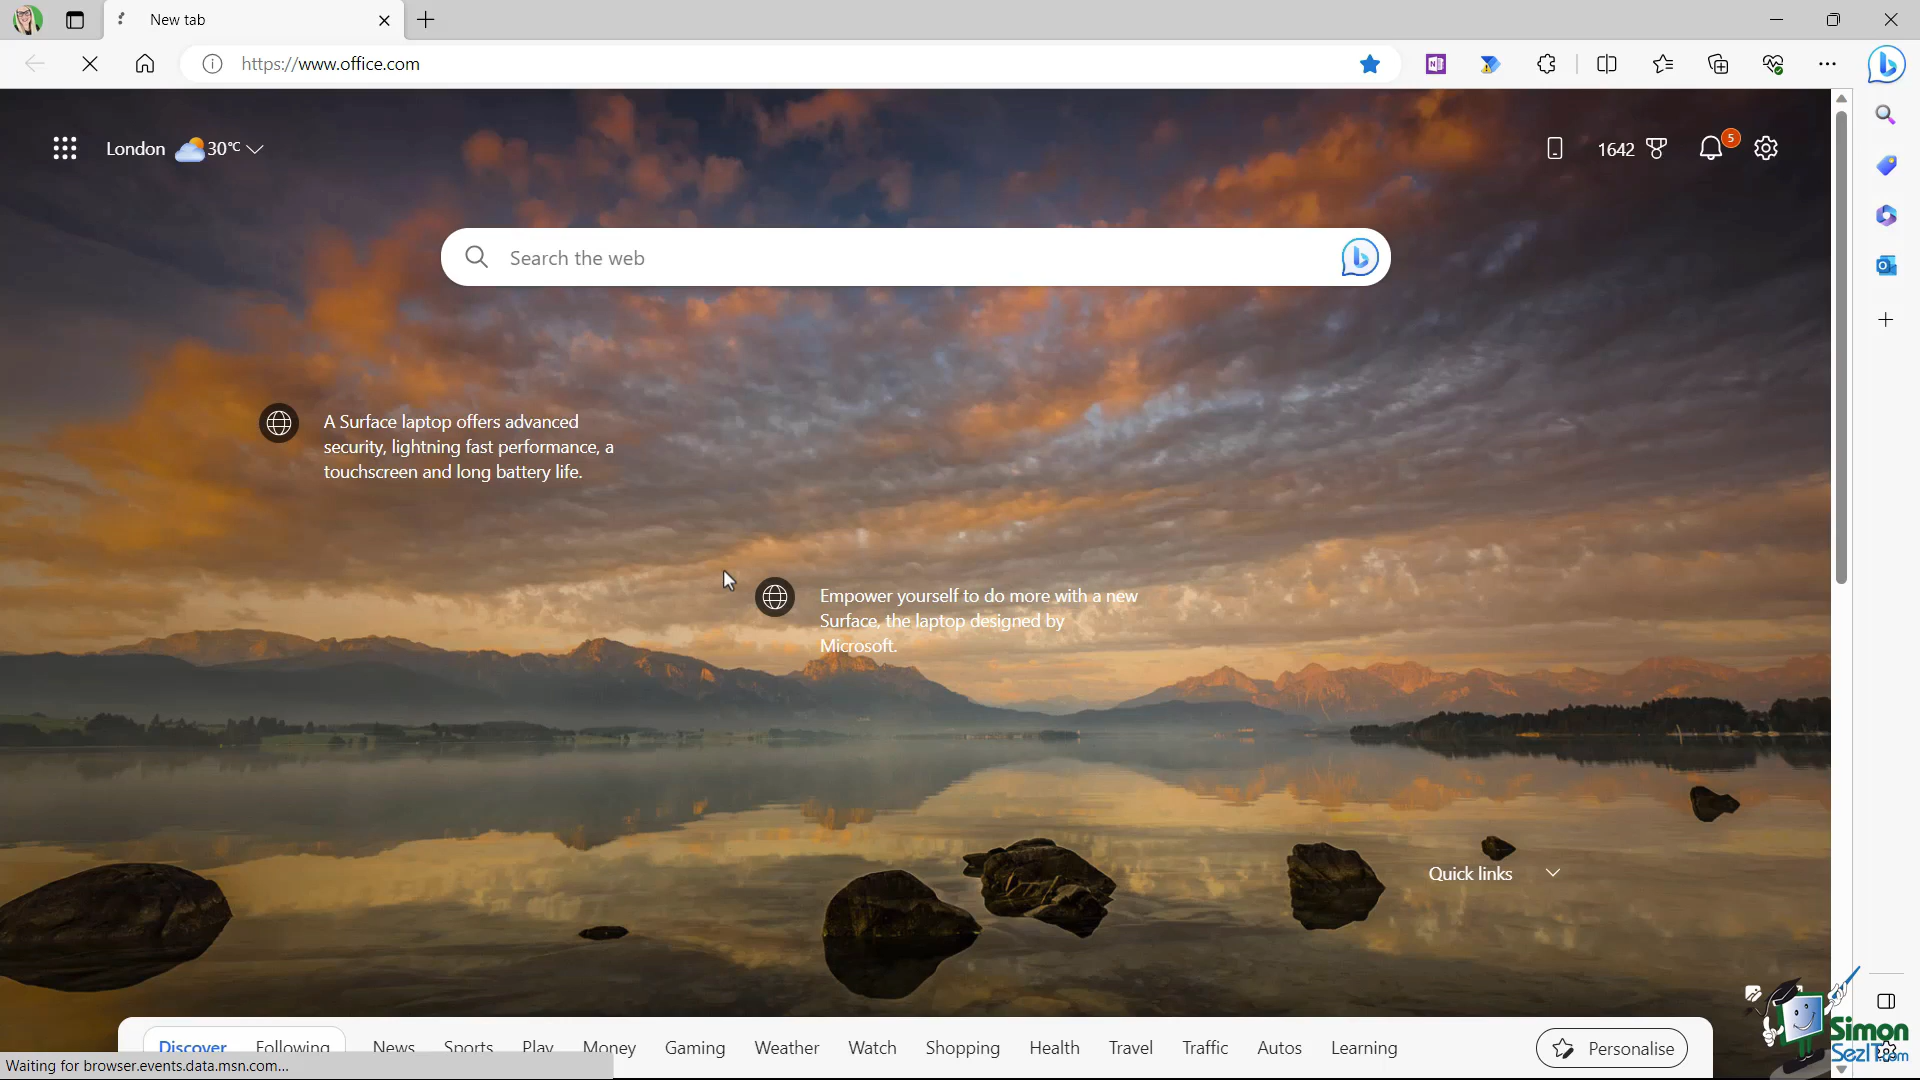 New tab
https://www.office.com
London 30°C
1642
5
Search the web
A Surface laptop offers advanced
security, lightning fast performance, a
touchscreen and long battery life.
Empower yourself to do more with a new
Surface, the laptop designed by
Microsoft.
Quick links
Discover Following News Sports Play Money Gaming Weather Watch Shopping Health Travel Traffic Autos Learning Personalise
Waiting for browser.events.data.msn.com...
Simon
SezIT.com